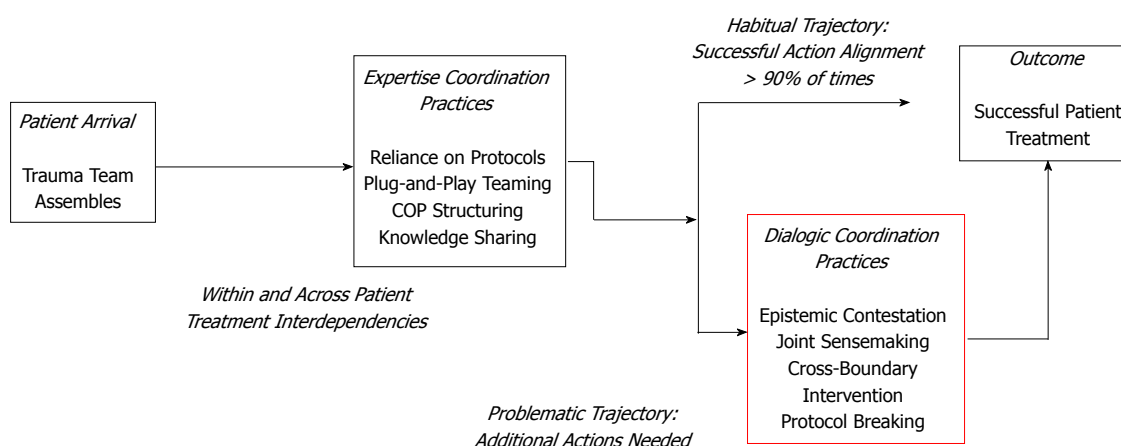 Patient Arrival
Trauma Team
Assembles
Expertise Coordination
Practices
Reliance on Protocols
Plug-and-Play Teaming
COP Structuring
Knowledge Sharing
Within and Across Patient
Treatment Interdependencies
Habitual Trajectory:
Successful Action Alignment
> 90% of times
Outcome
Successful Patient
Treatment
Dialogic Coordination
Practices
Epistemic Contestation
Joint Sensemaking
Cross-Boundary
Intervention
Protocol Breaking
Problematic Trajectory:
Additional Actions Needed